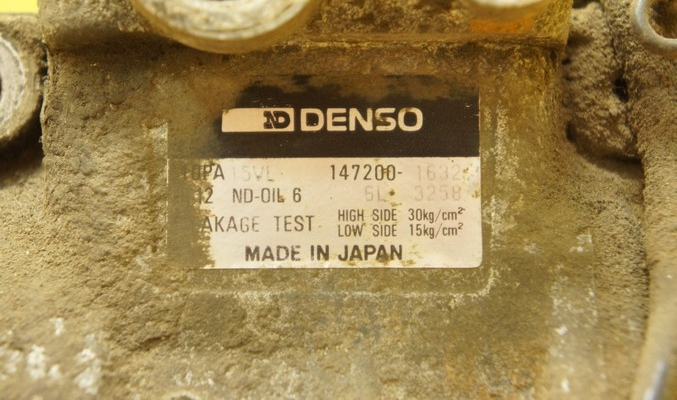 ND DENSO
10PA15VL 147200-1632
12 ND-OIL 6 5L 3258
AKAGE TEST HIGH SIDE 30kg/cm²
LOW SIDE 15kg/cm²
MADE IN JAPAN